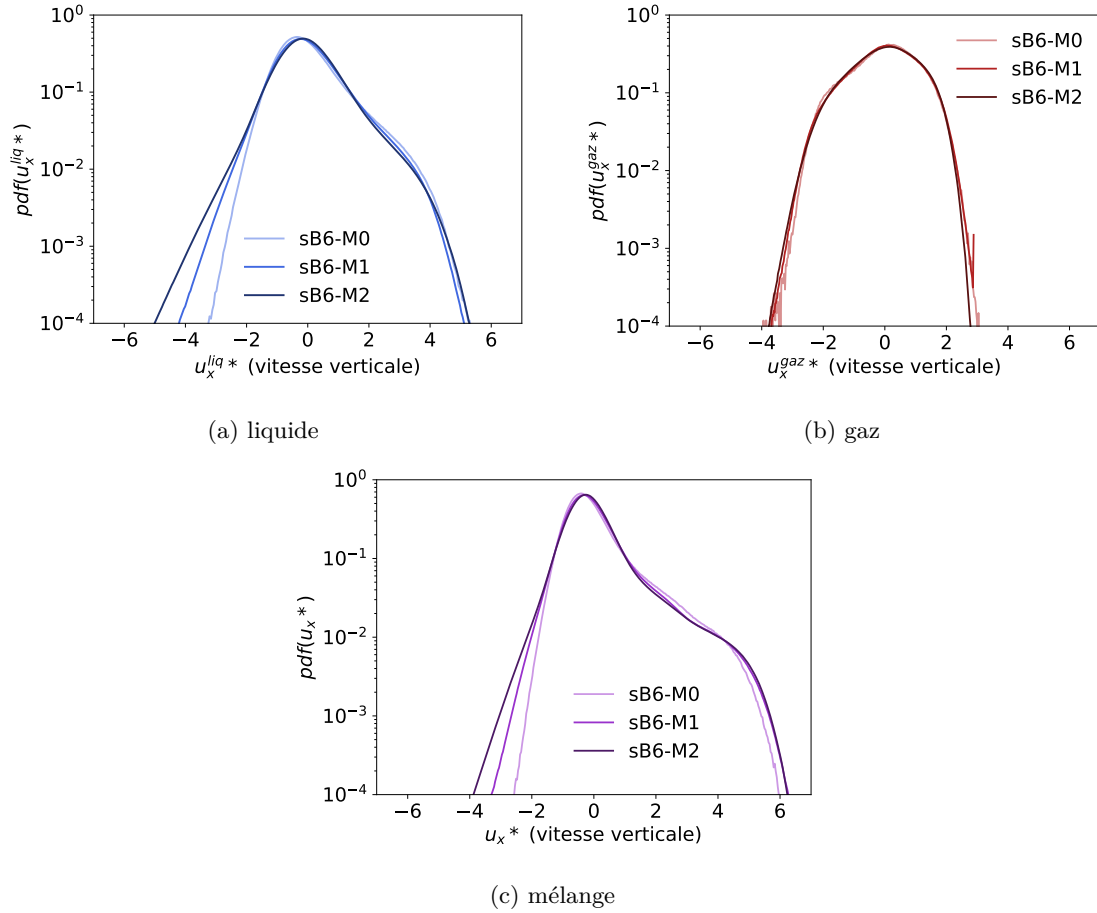 10^0
10^-1
10^-2
10^-3
10^-4
pdf(u_x^{liq}*)
sB6-M0
sB6-M1
sB6-M2
−6 −4 −2 0 2 4 6
u_x^{liq}* (vitesse verticale)
(a) liquide
10^0
10^-1
10^-2
10^-3
10^-4
pdf(u_x^{gaz}*)
sB6-M0
sB6-M1
sB6-M2
−6 −4 −2 0 2 4 6
u_x^{gaz}* (vitesse verticale)
(b) gaz
10^0
10^-1
10^-2
10^-3
10^-4
pdf(u_x*)
sB6-M0
sB6-M1
sB6-M2
−6 −4 −2 0 2 4 6
u_x* (vitesse verticale)
(c) mélange